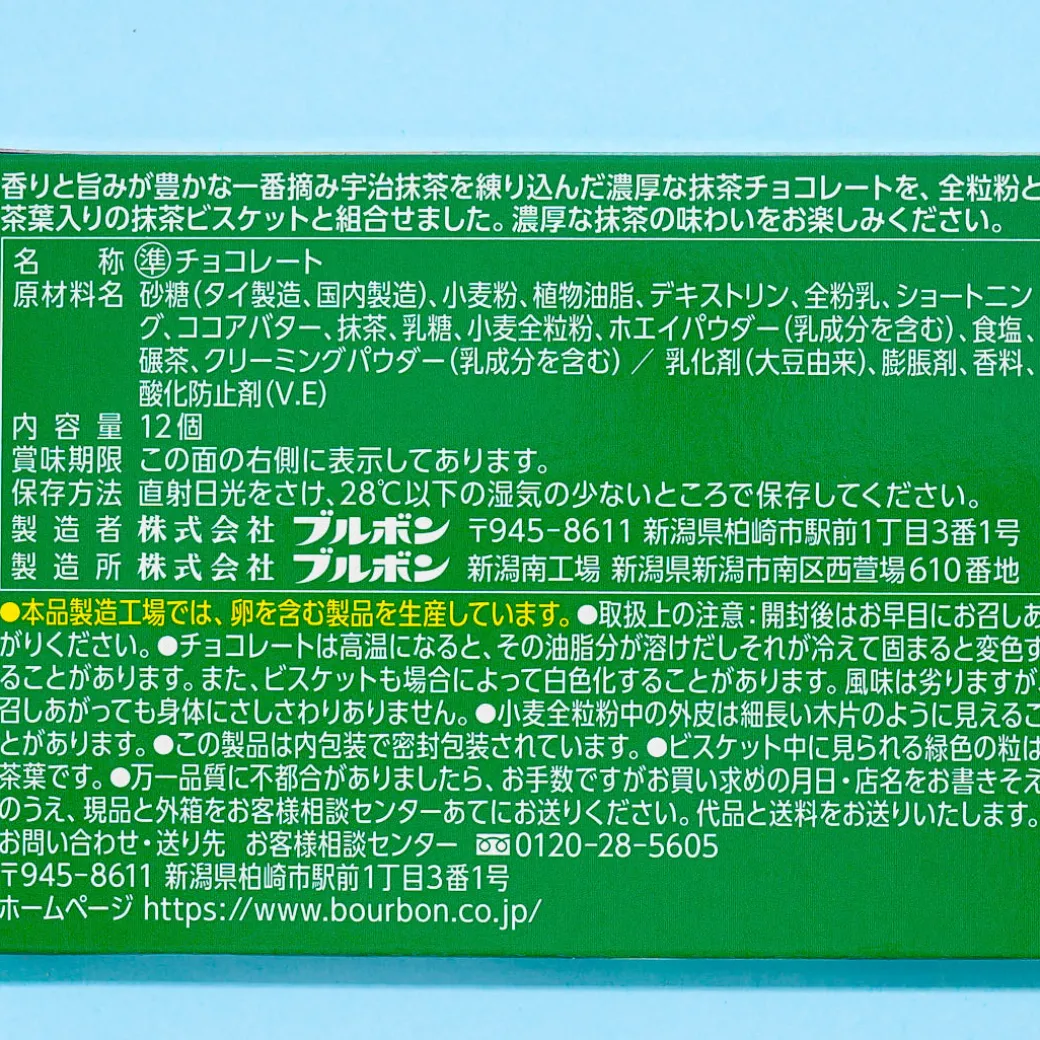 香りと旨みが豊かな一番摘み宇治抹茶を練り込んだ濃厚な抹茶チョコレートを、全粒粉と
茶葉入りの抹茶ビスケットと組合せました。濃厚な抹茶の味わいをお楽しみください。
名称 ㊝チョコレート
原材料名 砂糖(タイ製造、国内製造)、小麦粉、植物油脂、デキストリン、全粉乳、ショートニン
グ、ココアバター、抹茶、乳糖、小麦全粒粉、ホエイパウダー(乳成分を含む)、食塩、
碾茶、クリーミングパウダー(乳成分を含む)／乳化剤(大豆由来)、膨脹剤、香料、
酸化防止剤(V.E)
内容量 12個
賞味期限 この面の右側に表示してあります。
保存方法 直射日光をさけ、28℃以下の湿気の少ないところで保存してください。
製造者 株式会社 ブルボン 〒945-8611 新潟県柏崎市駅前1丁目3番1号
製造所 株式会社 ブルボン 新潟南工場 新潟県新潟市南区西萱場610番地
●本品製造工場では、卵を含む製品を生産しています。●取扱上の注意：開封後はお早目にお召しあ
がりください。●チョコレートは高温になると、その油脂分が溶けだしそれが冷えて固まると変色す
ることがあります。また、ビスケットも場合によって白色化することがあります。風味は劣りますが、
召しあがっても身体にさしさわりありません。●小麦全粒粉中の外皮は細長い木片のように見えるこ
とがあります。●この製品は内包装で密封包装されています。●ビスケット中に見られる緑色の粒は
茶葉です。●万一品質に不都合がありましたら、お手数ですがお買い求めの月日・店名をお書きそえ
のうえ、現品と外箱をお客様相談センターあてにお送りください。代品と送料をお送りいたします。
お問い合わせ・送り先 お客様相談センター 0120-28-5605
〒945-8611 新潟県柏崎市駅前1丁目3番1号
ホームページ https://www.bourbon.co.jp/